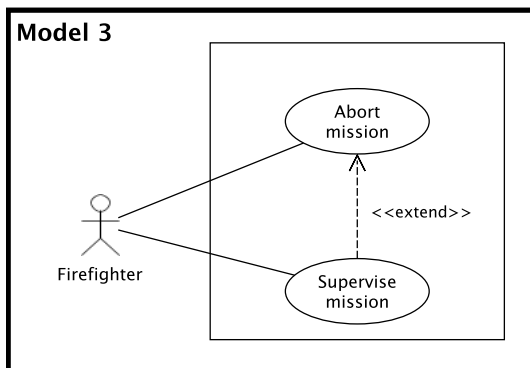 Model 3
Abort
mission
<<extend>>
Firefighter
Supervise
mission